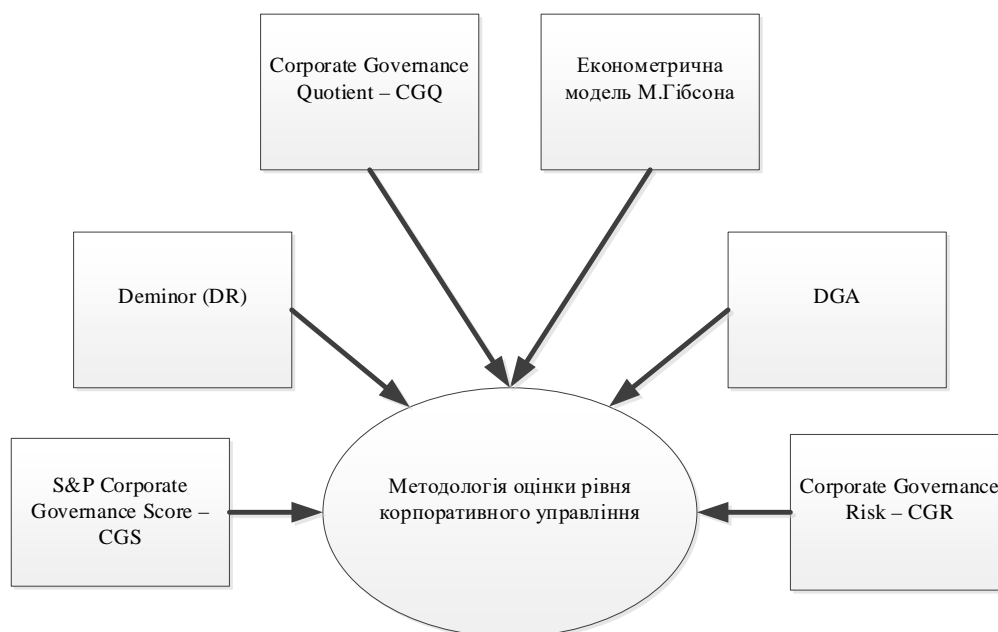 Corporate Governance
Quotient – CGQ
Економетрична
модель М.Гібсона
Deminor (DR)
DGA
S&P Corporate
Governance Score –
CGS
Методологія оцінки рівня
корпоративного управління
Corporate Governance
Risk – CGR